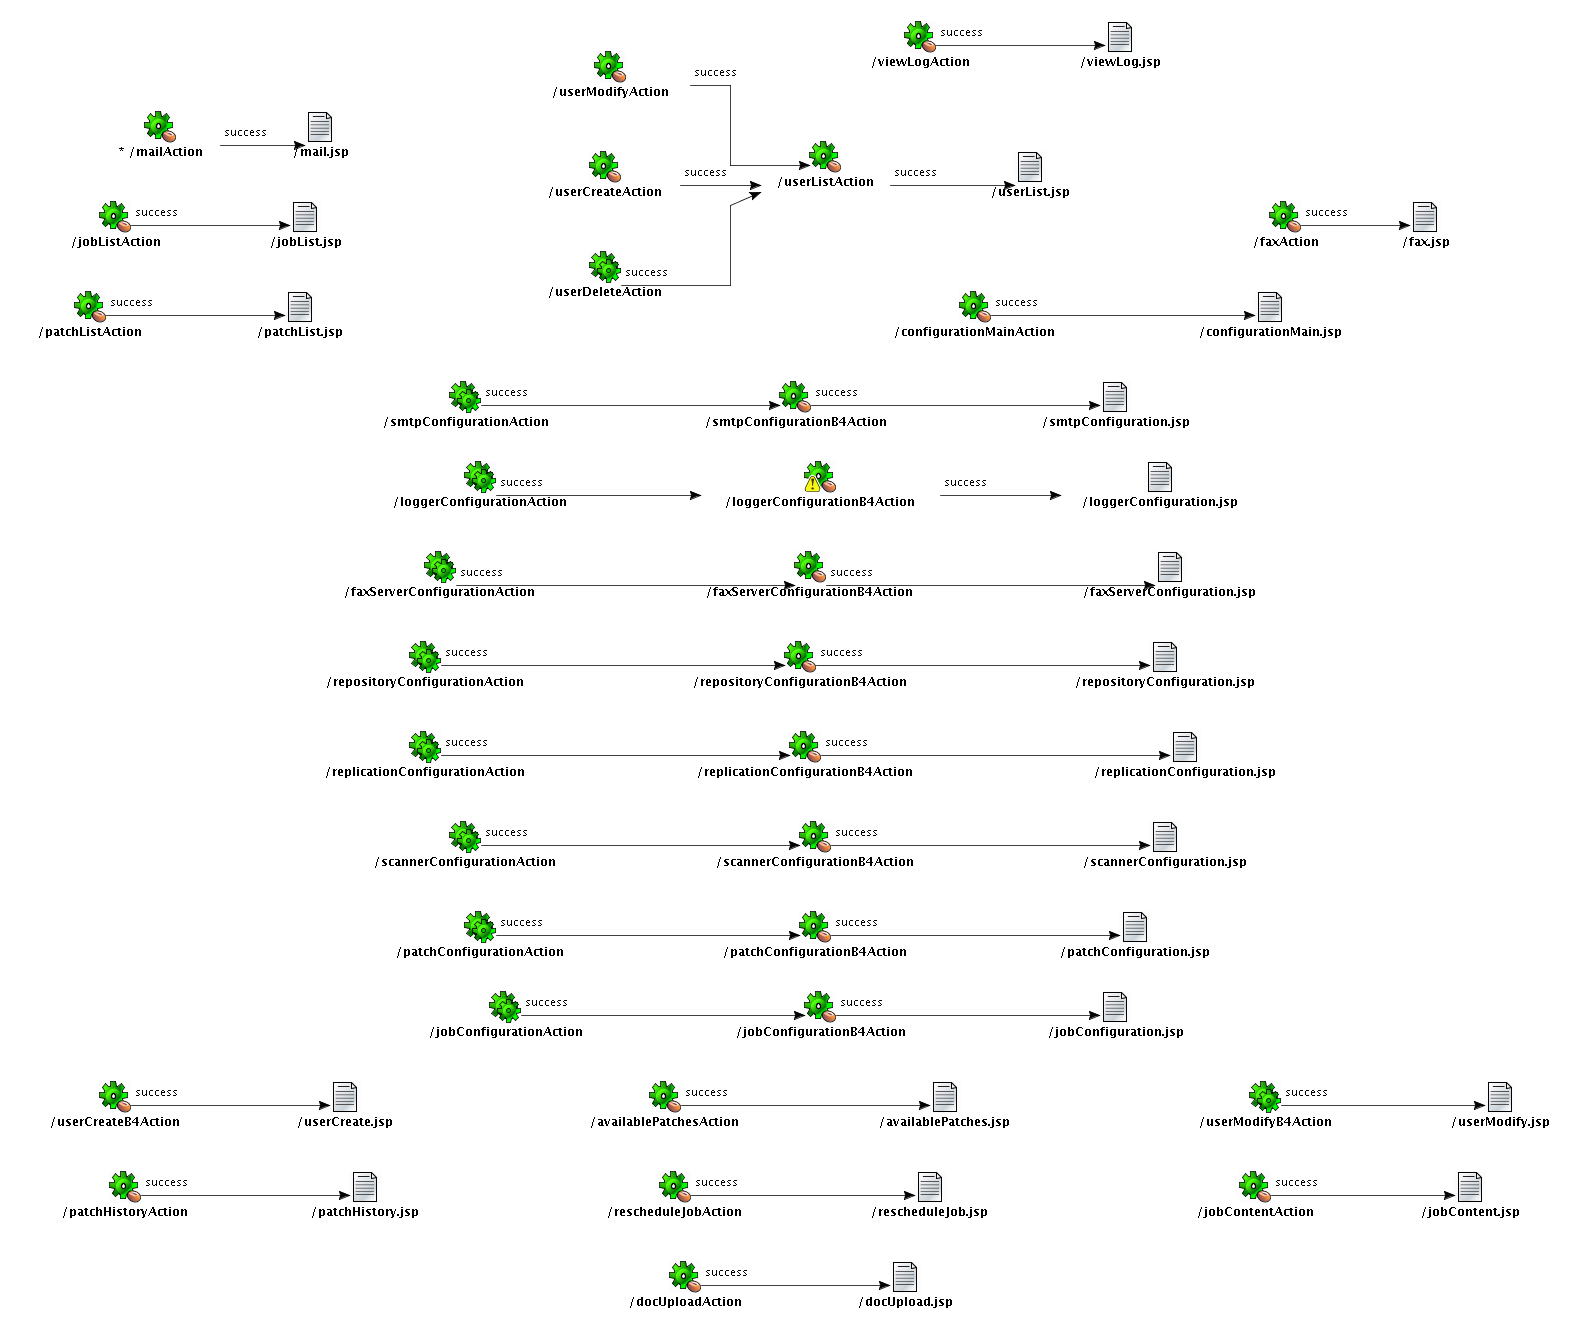 success
/viewLogAction /viewLog.jsp
success
/userModifyAction
success
* /mailAction /mail.jsp
success success
/userCreateAction /userListAction /userList.jsp
success success
/jobListAction /jobList.jsp /faxAction /fax.jsp
success
/userDeleteAction
success success
/patchListAction /patchList.jsp /configurationMainAction /configurationMain.jsp
success success
/smtpConfigurationAction /smtpConfigurationB4Action /smtpConfiguration.jsp
success success
/loggerConfigurationAction /loggerConfigurationB4Action /loggerConfiguration.jsp
success success
/faxServerConfigurationAction /faxServerConfigurationB4Action /faxServerConfiguration.jsp
success success
/repositoryConfigurationAction /repositoryConfigurationB4Action /repositoryConfiguration.jsp
success success
/replicationConfigurationAction /replicationConfigurationB4Action /replicationConfiguration.jsp
success success
/scannerConfigurationAction /scannerConfigurationB4Action /scannerConfiguration.jsp
success success
/patchConfigurationAction /patchConfigurationB4Action /patchConfiguration.jsp
success success
/jobConfigurationAction /jobConfigurationB4Action /jobConfiguration.jsp
success success success
/userCreateB4Action /userCreate.jsp /availablePatchesAction /availablePatches.jsp /userModifyB4Action /userModify.jsp
success success success
/patchHistoryAction /patchHistory.jsp /rescheduleJobAction /rescheduleJob.jsp /jobContentAction /jobContent.jsp
success
/docUploadAction /docUpload.jsp